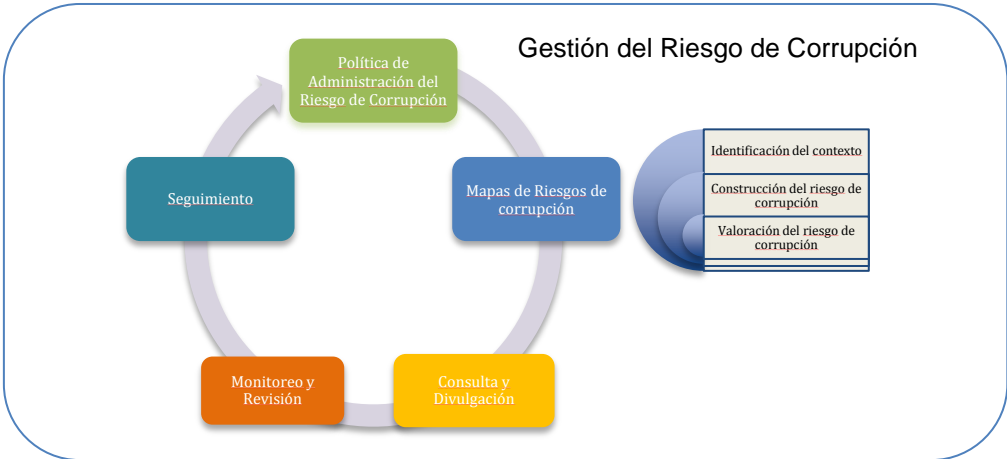 Gestión del Riesgo de Corrupción
Política de
Administración del
Riesgo de Corrupción
Mapas de Riesgos de
corrupción
Identificación del contexto
Construcción del riesgo de
corrupción
Valoración del riesgo de
corrupción
Consulta y
Divulgación
Monitoreo y
Revisión
Seguimiento